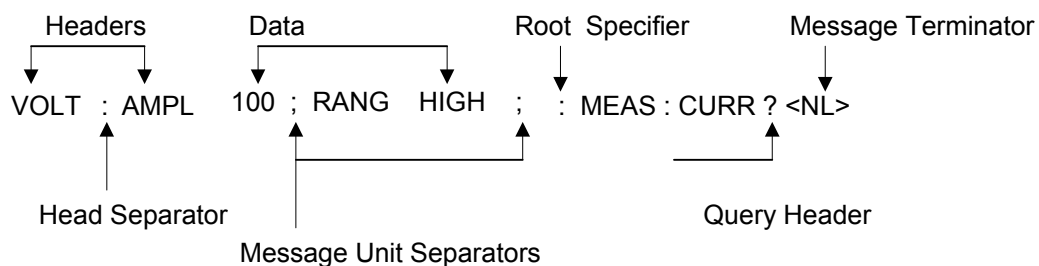 Headers Data Root Specifier Message Terminator
VOLT : AMPL 100 ; RANG HIGH ; : MEAS : CURR ? <NL>
Head Separator Query Header
Message Unit Separators